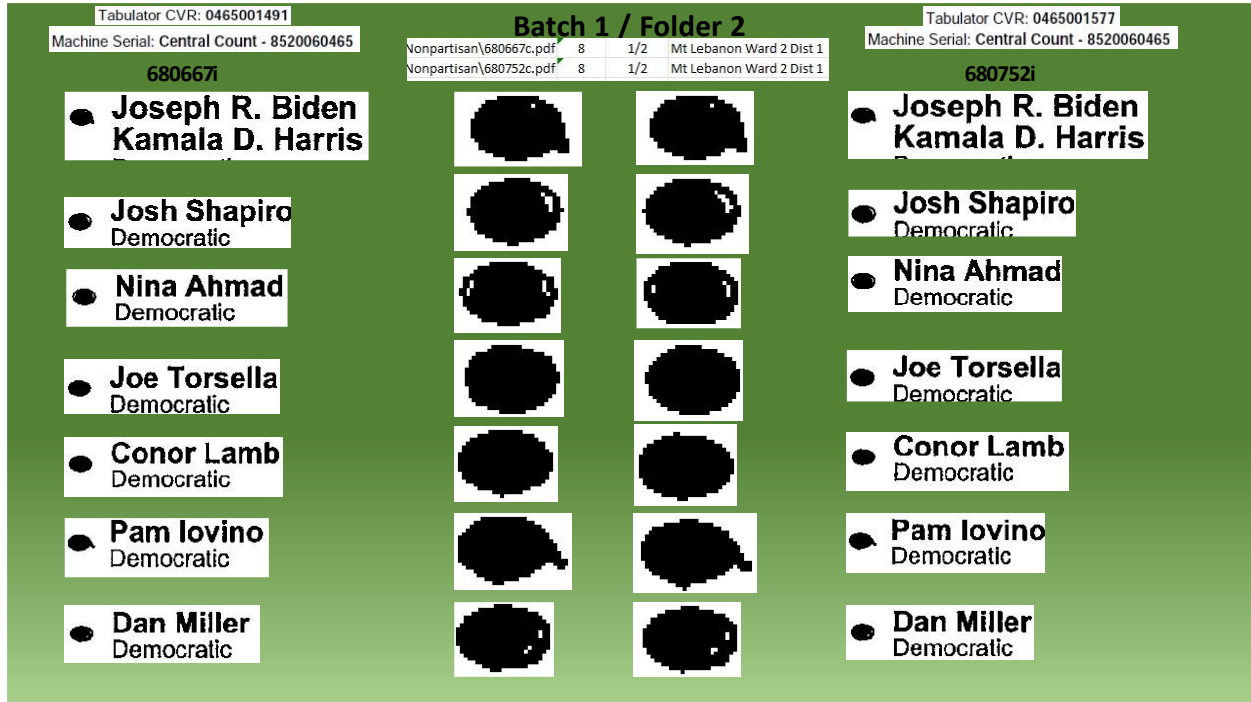 Tabulator CVR: 0465001491
Machine Serial: Central Count - 8520060465
680667i
Batch 1 / Folder 2
Nonpartisan\680667c.pdf 8 1/2 Mt Lebanon Ward 2 Dist 1
Nonpartisan\680752c.pdf 8 1/2 Mt Lebanon Ward 2 Dist 1
Tabulator CVR: 0465001577
Machine Serial: Central Count - 8520060465
680752i
Joseph R. Biden
Kamala D. Harris
Josh Shapiro
Democratic
Nina Ahmad
Democratic
Joe Torsella
Democratic
Conor Lamb
Democratic
Pam Iovino
Democratic
Dan Miller
Democratic
Joseph R. Biden
Kamala D. Harris
Josh Shapiro
Democratic
Nina Ahmad
Democratic
Joe Torsella
Democratic
Conor Lamb
Democratic
Pam Iovino
Democratic
Dan Miller
Democratic